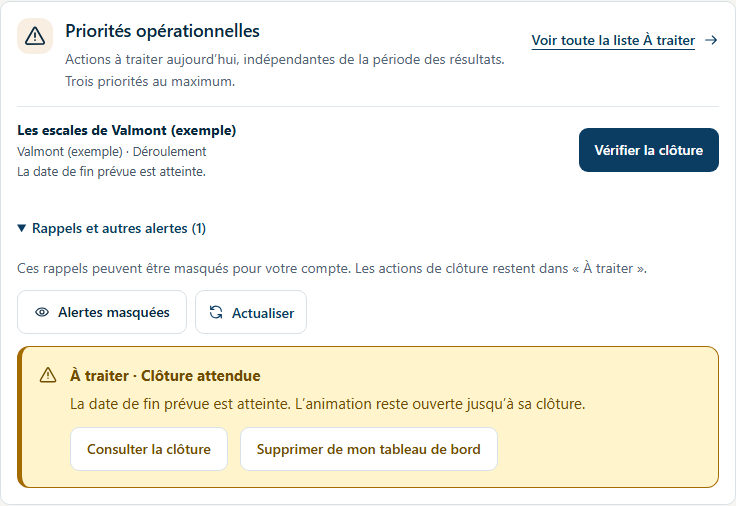 Priorités opérationnelles
Voir toute la liste À traiter
Actions à traiter aujourd’hui, indépendantes de la période des résultats.
Trois priorités au maximum.
Les escales de Valmont (exemple)
Valmont (exemple) · Déroulement
La date de fin prévue est atteinte.
Vérifier la clôture
Rappels et autres alertes (1)
Ces rappels peuvent être masqués pour votre compte. Les actions de clôture restent dans « À traiter ».
Alertes masquées
Actualiser
À traiter · Clôture attendue
La date de fin prévue est atteinte. L’animation reste ouverte jusqu’à sa clôture.
Consulter la clôture
Supprimer de mon tableau de bord